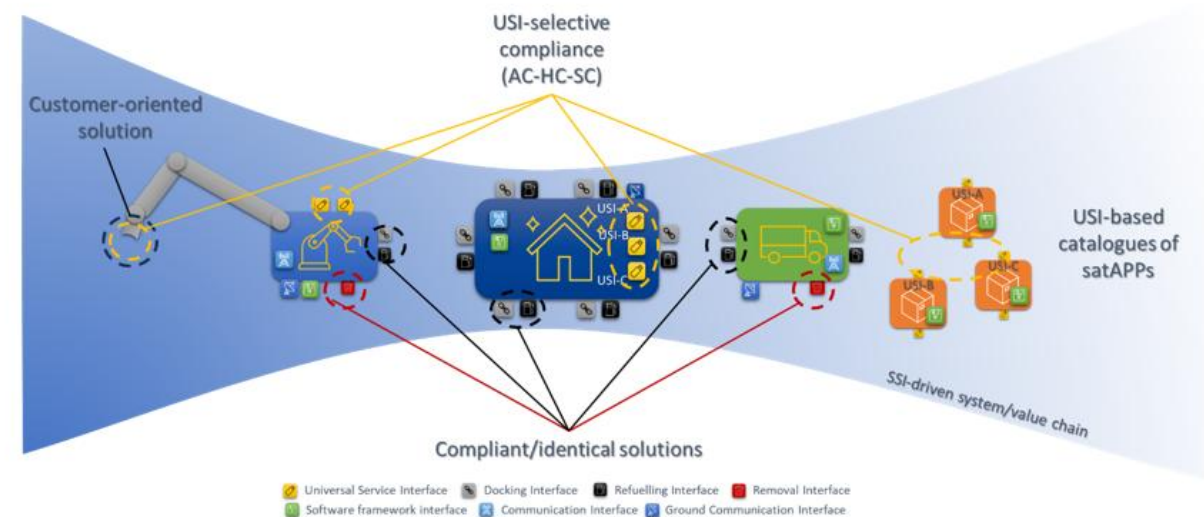 USI-selective
compliance
(AC-HC-SC)
Customer-oriented
solution
USI-A
USI-B
USI-C
USI-A
USI-B
USI-C
USI-based
catalogues of
satAPPs
SSI-driven system/value chain
Compliant/identical solutions
Universal Service Interface
Docking Interface
Refuelling Interface
Removal Interface
Software framework interface
Communication Interface
Ground Communication Interface